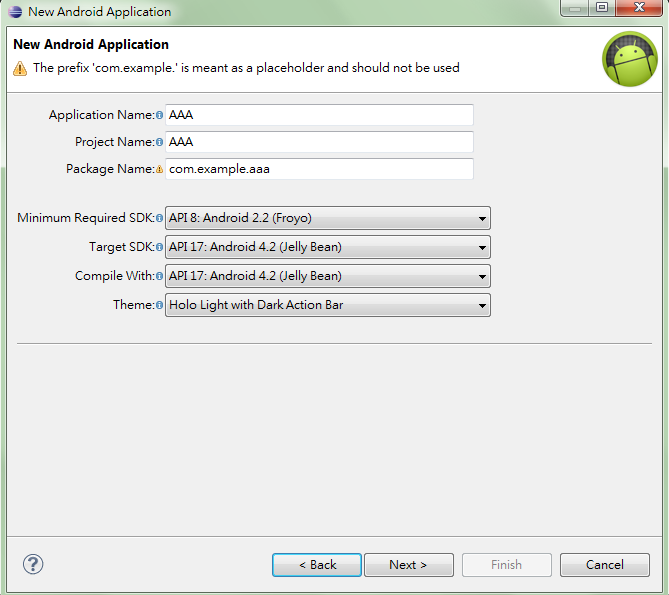 New Android Application
New Android Application
The prefix 'com.example.' is meant as a placeholder and should not be used
Application Name: AAA
Project Name: AAA
Package Name: com.example.aaa
Minimum Required SDK: API 8: Android 2.2 (Froyo)
Target SDK: API 17: Android 4.2 (Jelly Bean)
Compile With: API 17: Android 4.2 (Jelly Bean)
Theme: Holo Light with Dark Action Bar
? < Back Next > Finish Cancel